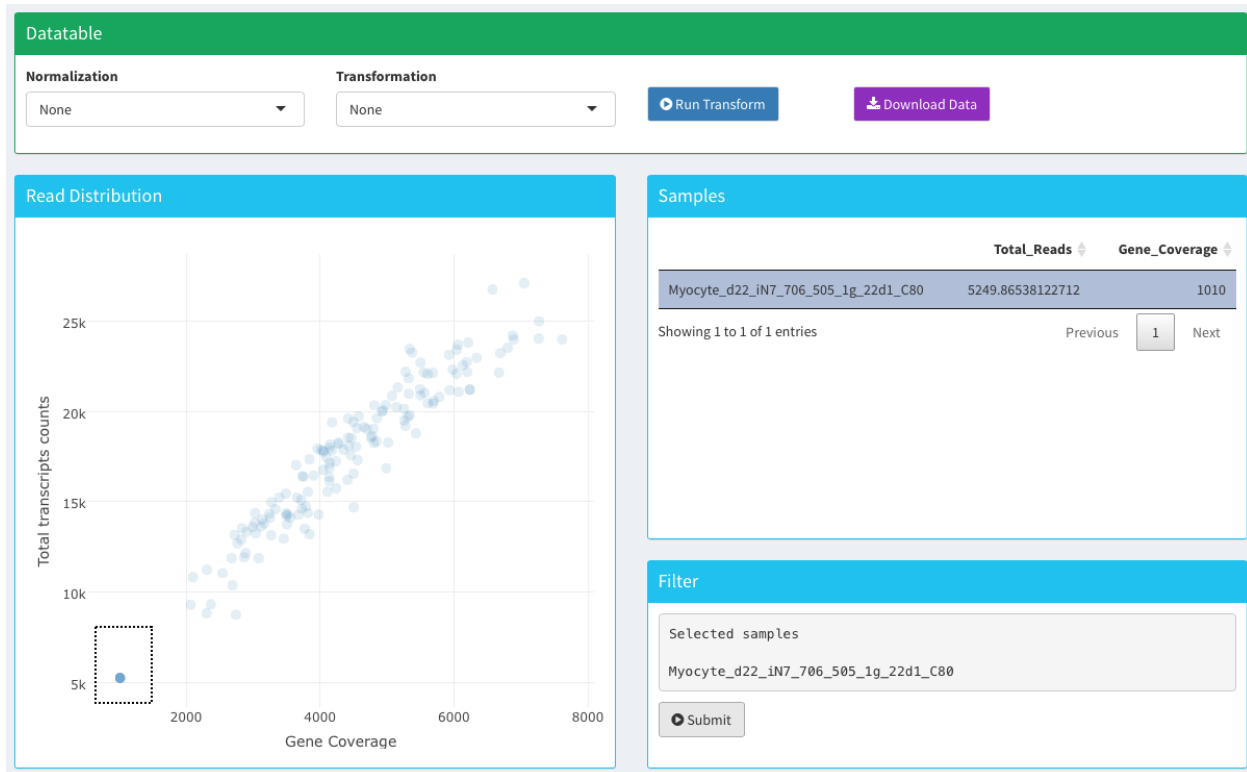 Datatable
Normalization Transformation
None None Run Transform Download Data
Read Distribution
25k
20k
15k
10k
5k
Total transcripts counts
2000 4000 6000 8000
Gene Coverage
Samples
Total_Reads Gene_Coverage
Myocyte_d22_iN7_706_505_1g_22d1_C80 5249.86538122712 1010
Showing 1 to 1 of 1 entries Previous 1 Next
Filter
Selected samples
Myocyte_d22_iN7_706_505_1g_22d1_C80
Submit